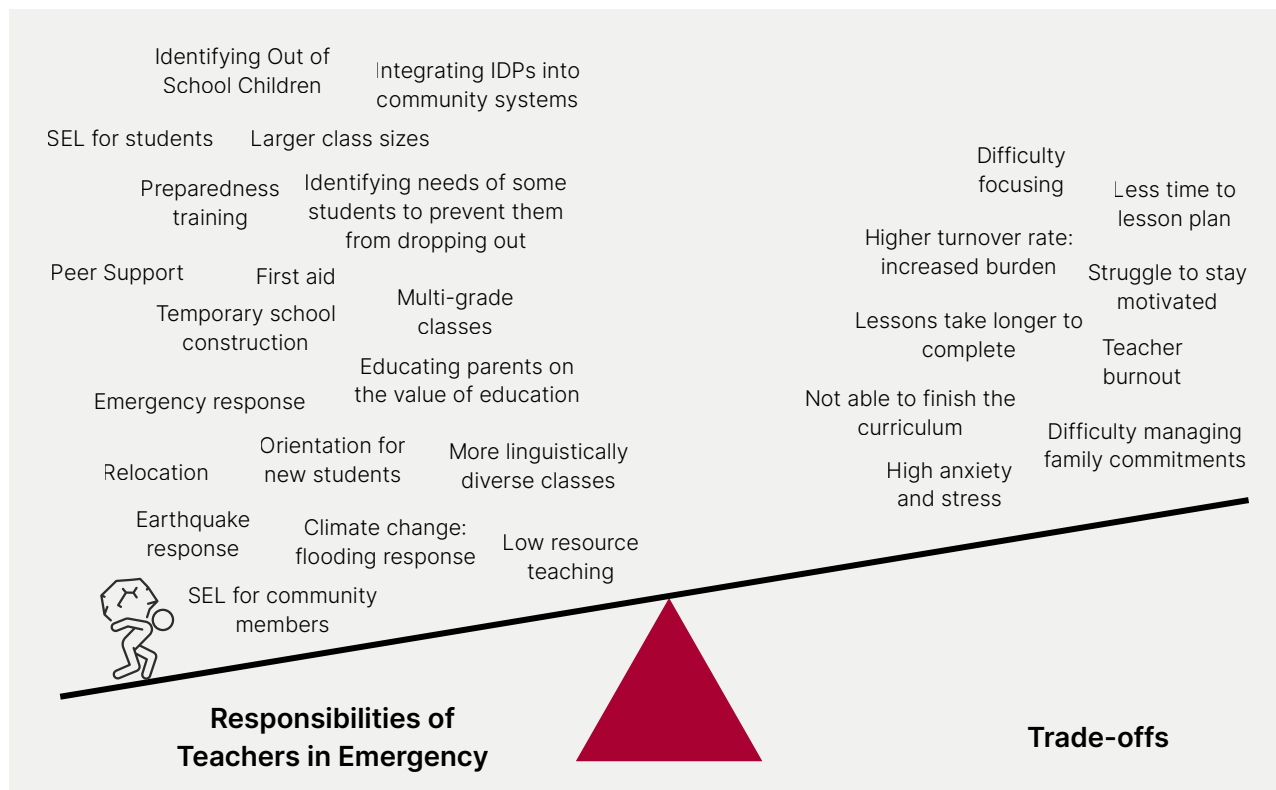 Identifying Out of
School Children
Integrating IDPs into
community systems
SEL for students
Larger class sizes
Preparedness
training
Identifying needs of some
students to prevent them
from dropping out
Peer Support
First aid
Multi-grade
classes
Temporary school
construction
Educating parents on
the value of education
Emergency response
Orientation for
new students
More linguistically
diverse classes
Relocation
Earthquake
response
Climate change:
flooding response
Low resource
teaching
SEL for community
members
Responsibilities of
Teachers in Emergency
Difficulty
focusing
Less time to
lesson plan
Higher turnover rate:
increased burden
Struggle to stay
motivated
Lessons take longer to
complete
Teacher
burnout
Not able to finish the
curriculum
Difficulty managing
family commitments
High anxiety
and stress
Trade-offs